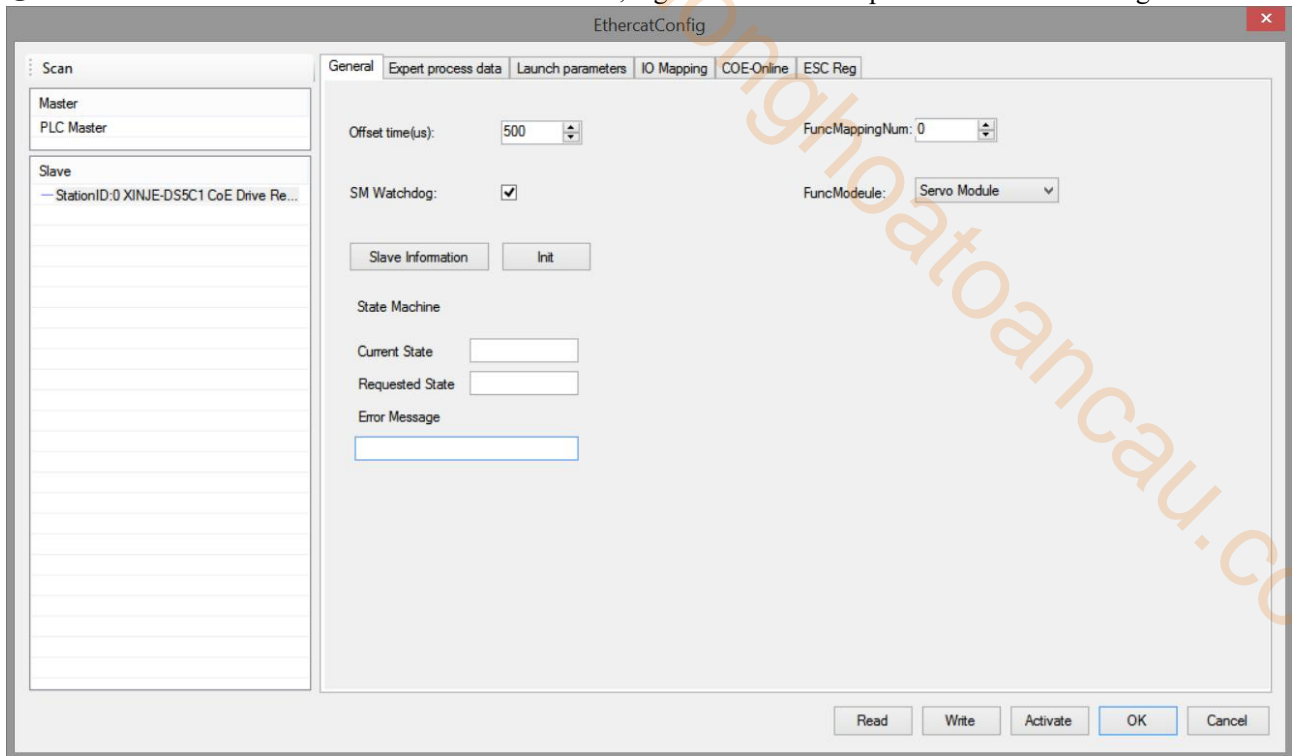 EthercatConfig
Scan
Master
PLC Master
Slave
StationID:0 XINJE-DS5C1 CoE Drive Re...
General Expert process data Launch parameters IO Mapping COE-Online ESC Reg
Offset time(us): 500 FuncMappingNum: 0
SM Watchdog: FuncModeule: Servo Module
Slave Information Init
State Machine
Current State
Requested State
Error Message
Read Write Activate OK Cancel
onghoatoancau.co